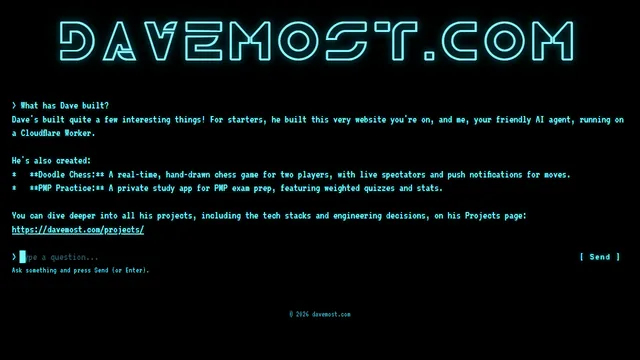 DAVEMOST.COM
> What has Dave built?
Dave's built quite a few interesting things! For starters, he built this very website you're on, and me, your friendly AI agent, running on
a Cloudflare Worker.
He's also created:
* **Doodle Chess:** A real-time, hand-drawn chess game for two players, with live spectators and push notifications for moves.
* **PMP Practice:** A private study app for PMP exam prep, featuring weighted quizzes and stats.
You can dive deeper into all his projects, including the tech stacks and engineering decisions, on his Projects page:
https://davemost.com/projects/
> ype a question... [ Send ]
Ask something and press Send (or Enter).
© 2026 davemost.com